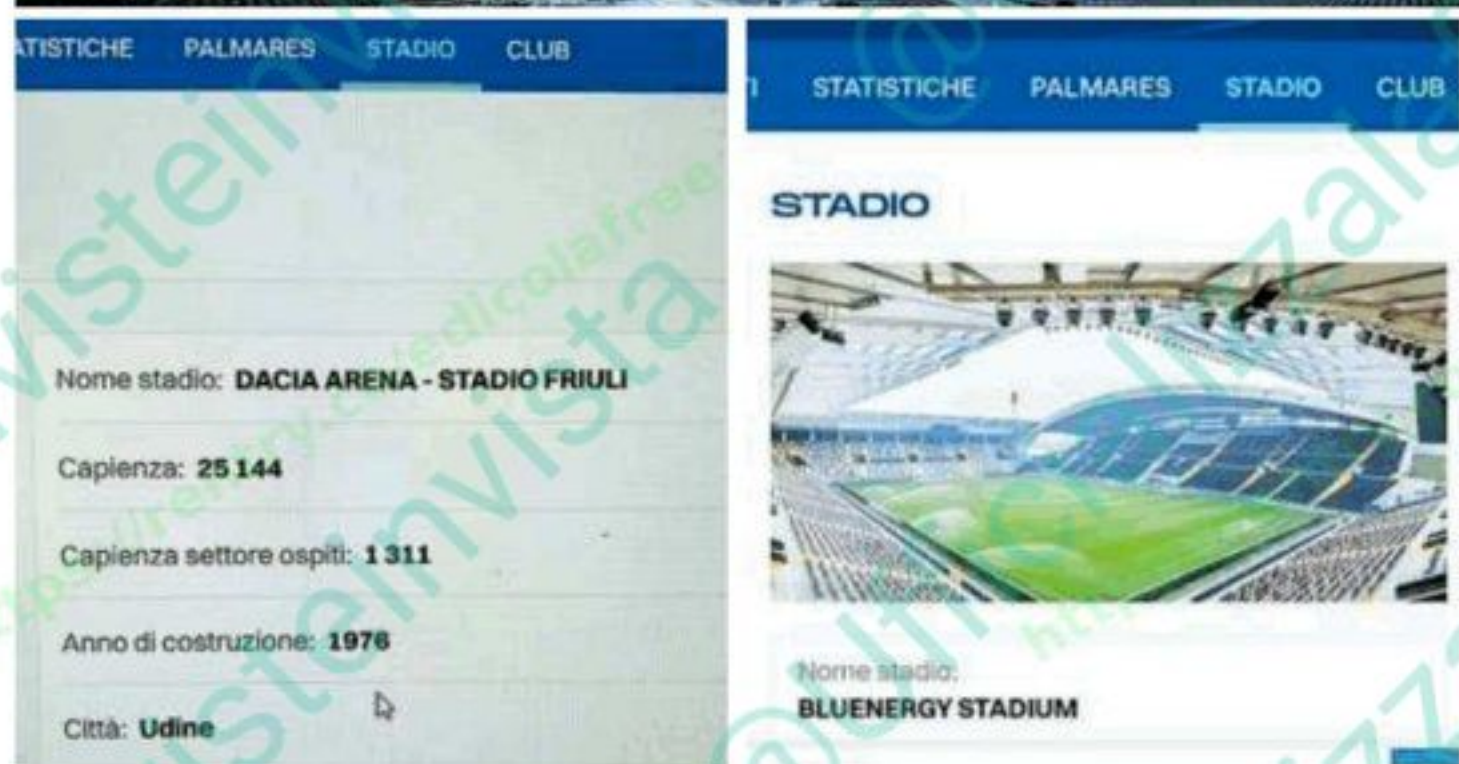 ATISTICHE PALMARES STADIO CLUB
Nome stadio: DACIA ARENA - STADIO FRIULI
Capienza: 25 144
Capienza settore ospiti: 1 311
Anno di costruzione: 1976
Città: Udine
STATISTICHE PALMARES STADIO CLUB
STADIO
Nome stadio:
BLUENERGY STADIUM